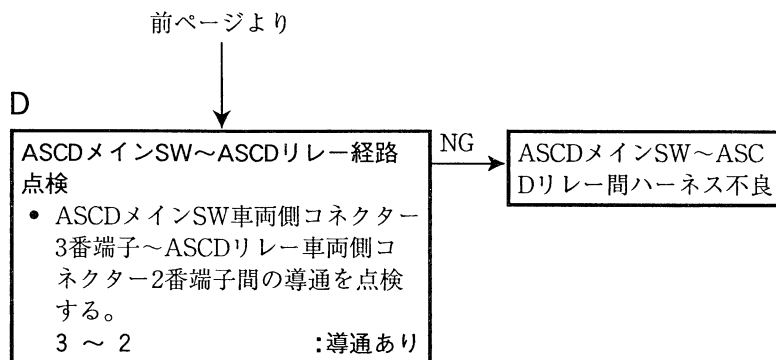 前ページより
D
ASCDメインSW～ASCDリレー経路
点検
• ASCDメインSW車両側コネクター
3番端子～ASCDリレー車両側コ
ネクター2番端子間の導通を点検
する。
3 ～ 2 :導通あり
NG
ASCDメインSW～ASC
Dリレー間ハーネス不良